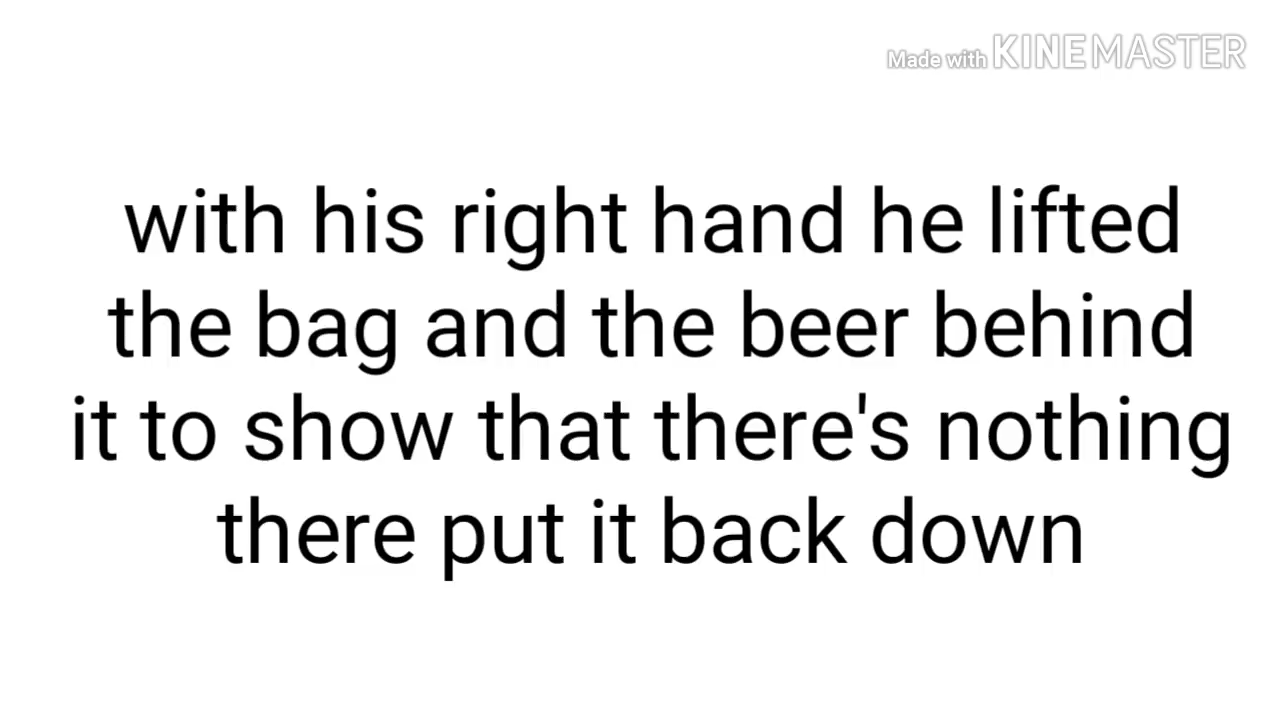 Made with KINEMASTER
with his right hand he lifted
the bag and the beer behind
it to show that there's nothing
there put it back down